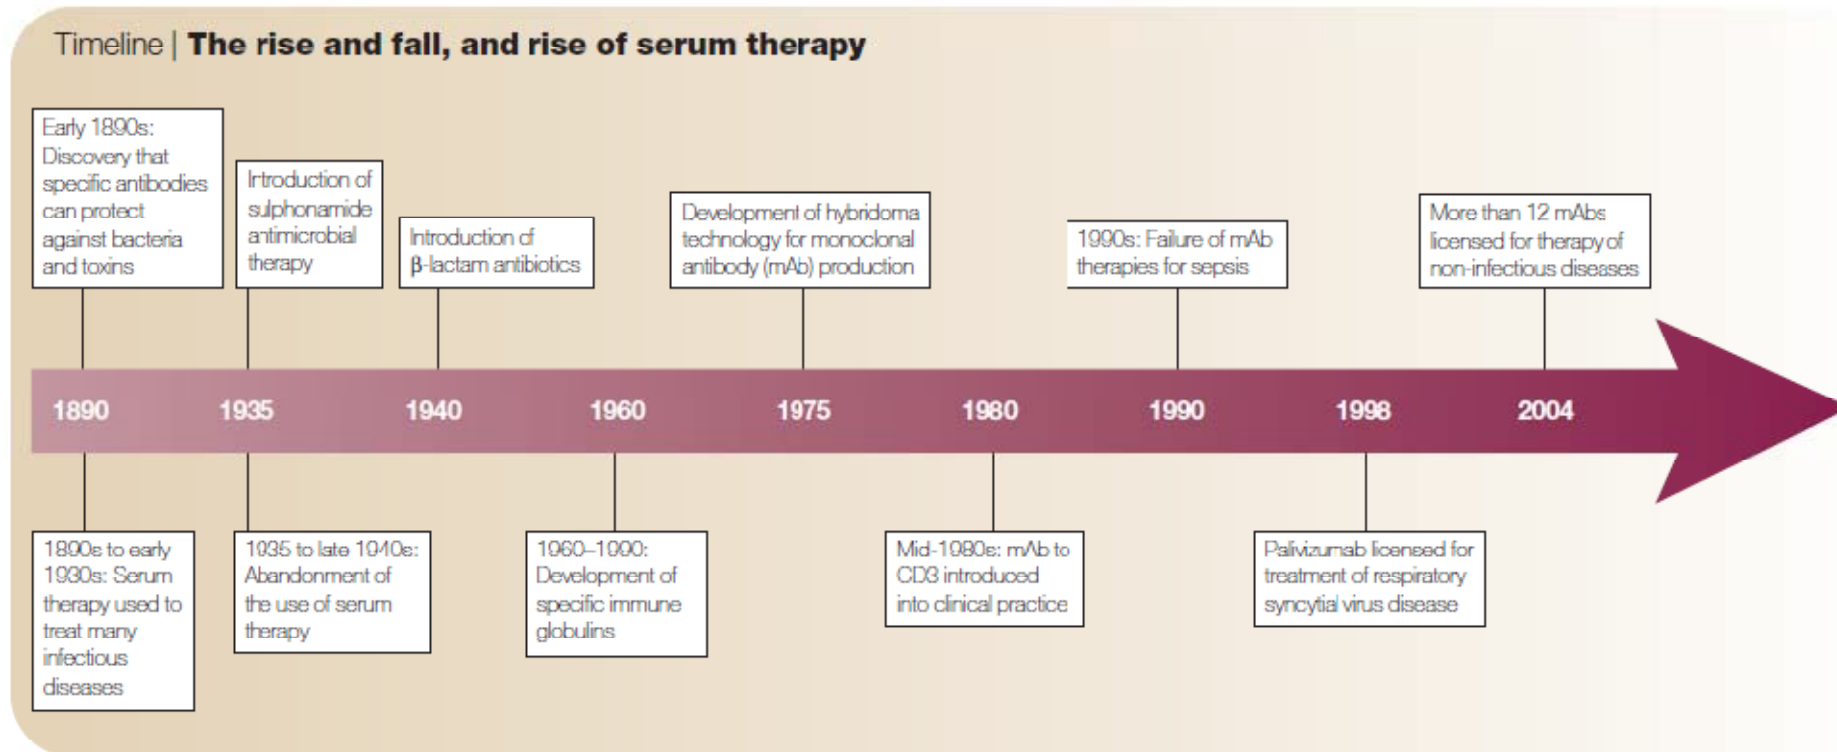 Timeline | The rise and fall, and rise of serum therapy
Early 1890s:
Discovery that
specific antibodies
can protect
against bacteria
and toxins
Introduction of
sulphonamide
antimicrobial
therapy
Introduction of
β-lactam antibiotics
Development of hybridoma
technology for monoclonal
antibody (mAb) production
1990s: Failure of mAb
therapies for sepsis
More than 12 mAbs
licensed for therapy of
non-infectious diseases
1890 1935 1940 1960 1975 1980 1990 1998 2004
1890s to early
1930s: Serum
therapy used to
treat many
infectious
diseases
1935 to late 1940s:
Abandonment of
the use of serum
therapy
1960–1990:
Development of
specific immune
globulins
Mid-1980s: mAb to
CD3 introduced
into clinical practice
Palivizumab licensed for
treatment of respiratory
syncytial virus disease